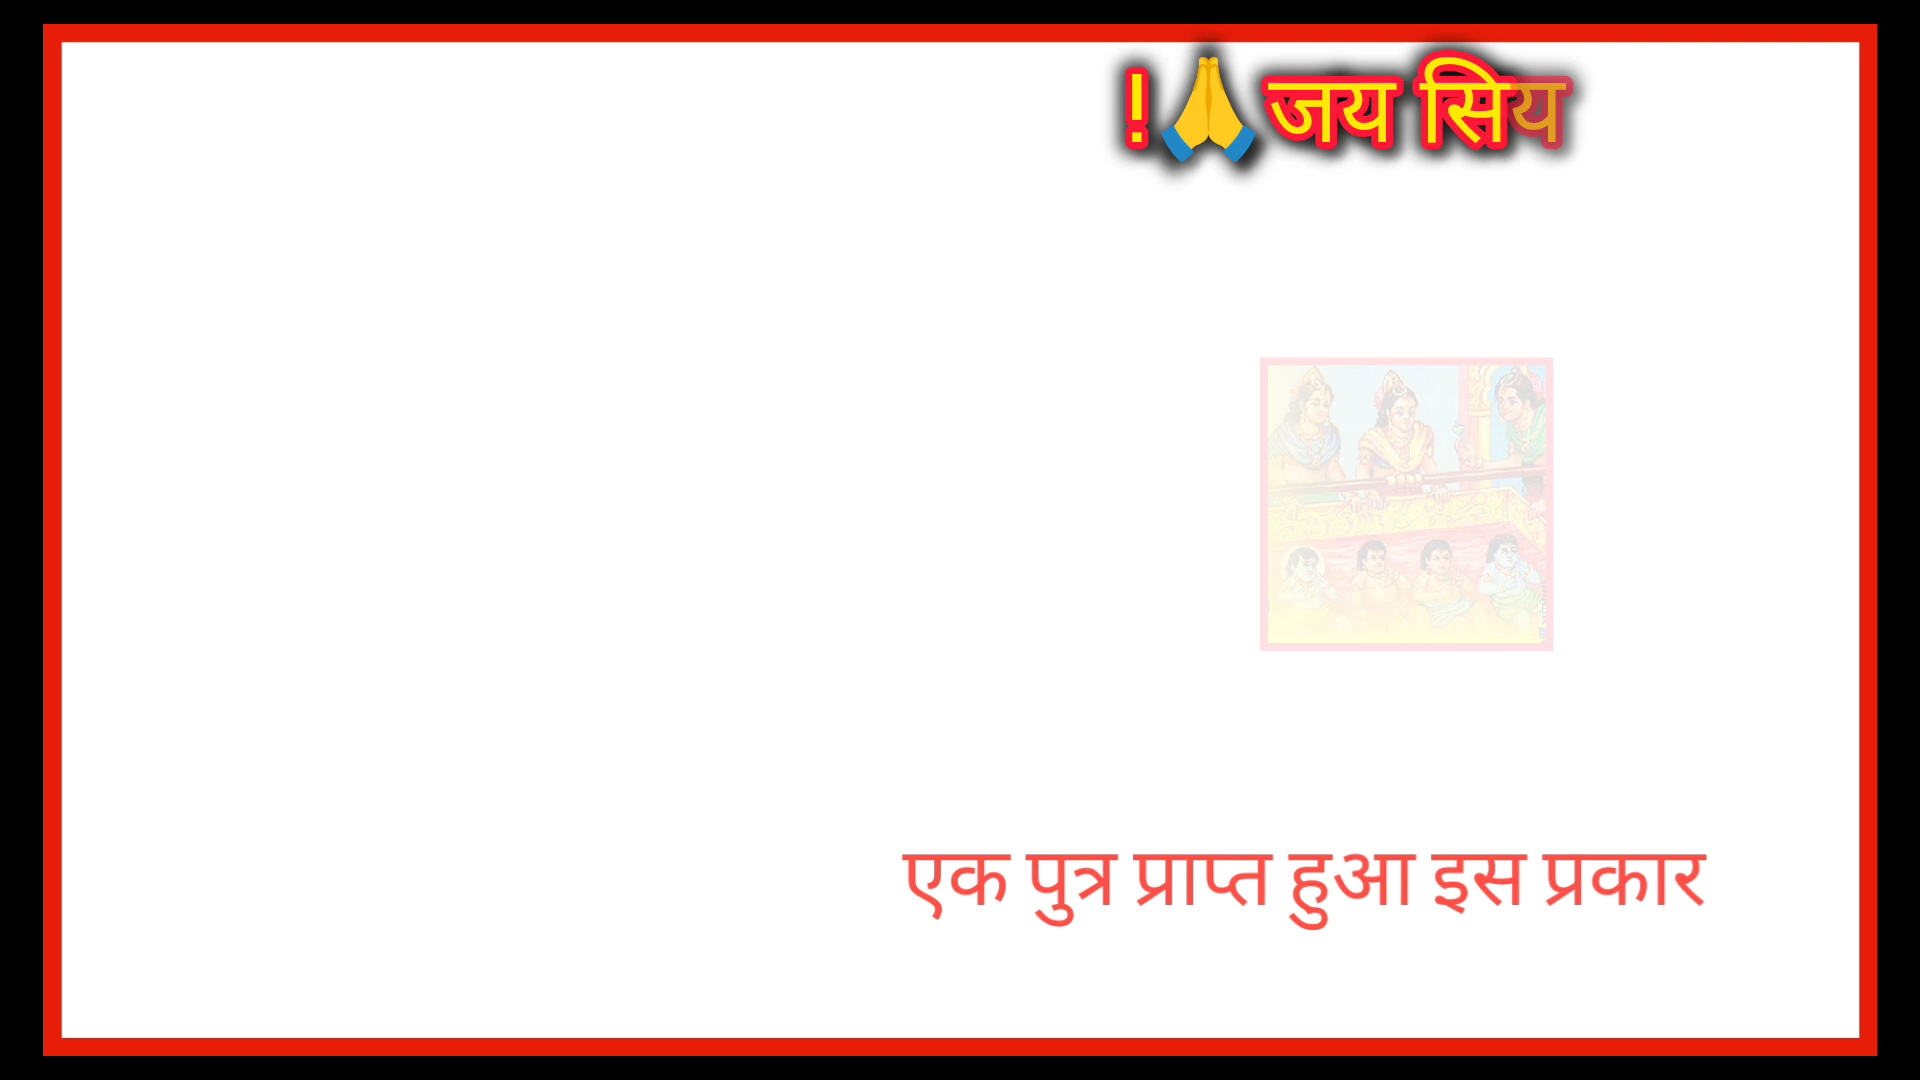 !🙏जय सिय
एक पुत्र प्राप्त हुआ इस प्रकार